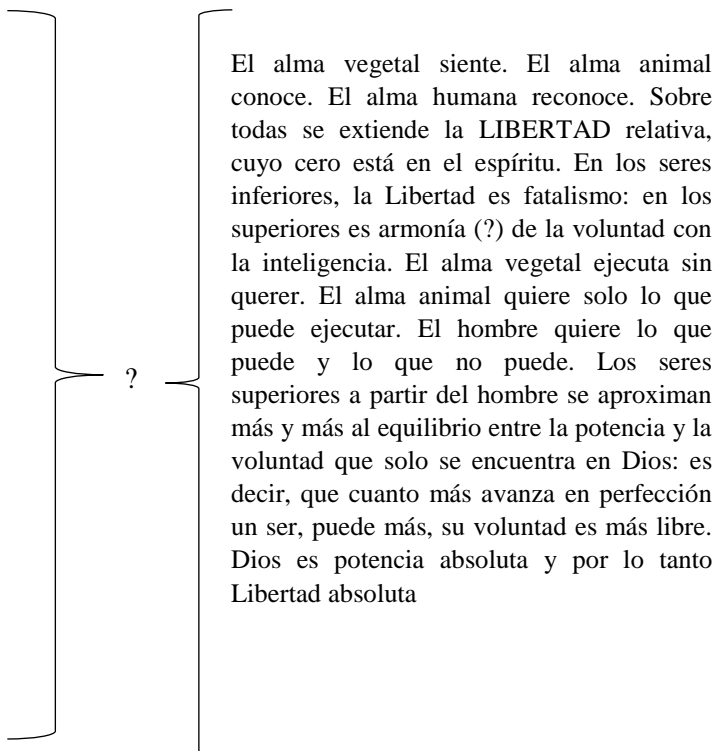 El alma vegetal siente. El alma animal
conoce. El alma humana reconoce. Sobre
todas se extiende la LIBERTAD relativa,
cuyo cero está en el espíritu. En los seres
inferiores, la Libertad es fatalismo: en los
superiores es armonía (?) de la voluntad con
la inteligencia. El alma vegetal ejecuta sin
querer. El alma animal quiere solo lo que
puede ejecutar. El hombre quiere lo que
puede y lo que no puede. Los seres
superiores a partir del hombre se aproximan
más y más al equilibrio entre la potencia y la
voluntad que solo se encuentra en Dios: es
decir, que cuanto más avanza en perfección
un ser, puede más, su voluntad es más libre.
Dios es potencia absoluta y por lo tanto
Libertad absoluta
?